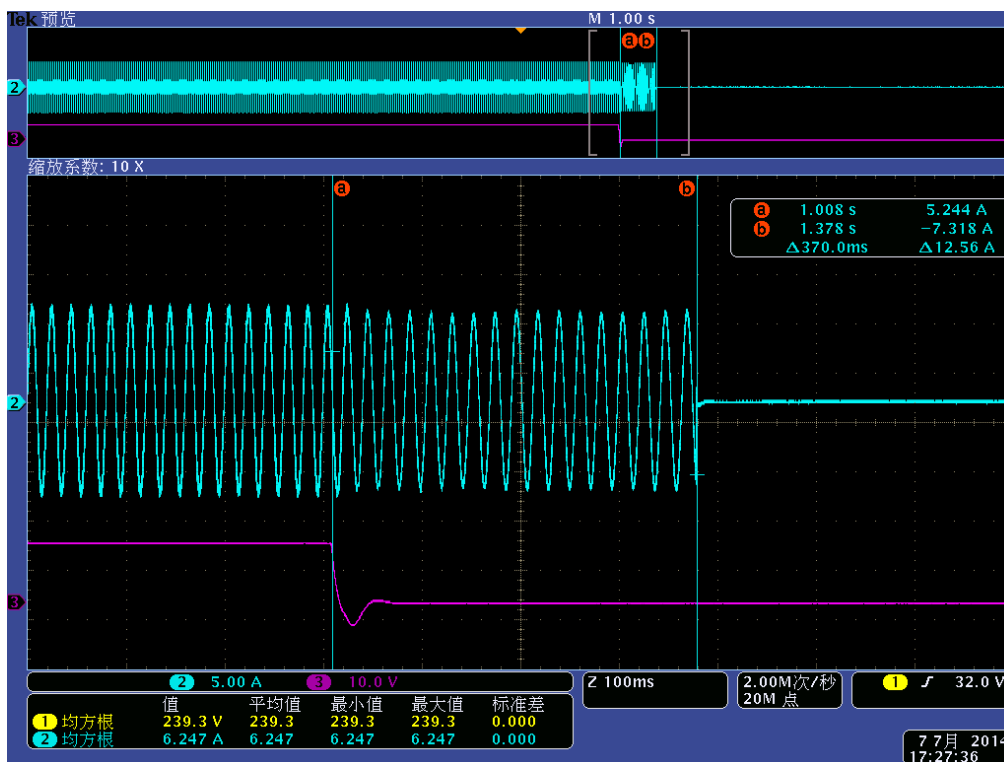 Tek 预览 M 1.00 s
a b
2
3
缩放系数: 10 X
a b
a 1.008 s 5.244 A
b 1.378 s −7.318 A
Δ370.0ms Δ12.56 A
2
3
2 5.00 A 3 10.0 V Z 100ms 2.00M次/秒 1 32.0 V
20M 点
值 平均值 最小值 最大值 标准差
1 均方根 239.3 V 239.3 239.3 239.3 0.000
2 均方根 6.247 A 6.247 6.247 6.247 0.000
7 7月 2014
17:27:36